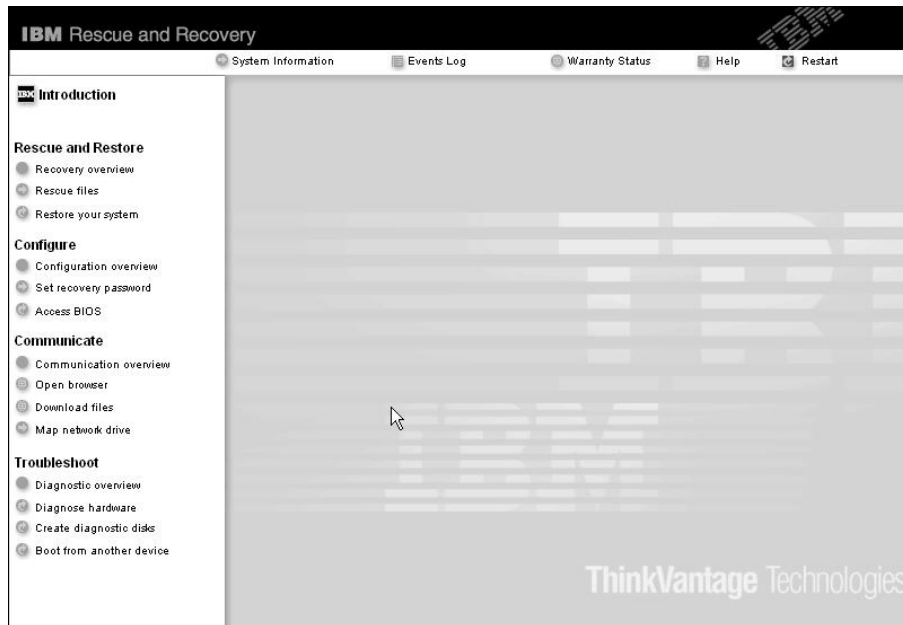 IBM Rescue and Recovery
IBM
System Information
Events Log
Warranty Status
Help
Restart
Introduction
Rescue and Restore
Recovery overview
Rescue files
Restore your system
Configure
Configuration overview
Set recovery password
Access BIOS
Communicate
Communication overview
Open browser
Download files
Map network drive
Troubleshoot
Diagnostic overview
Diagnose hardware
Create diagnostic disks
Boot from another device
IBM
ThinkVantage Technologies